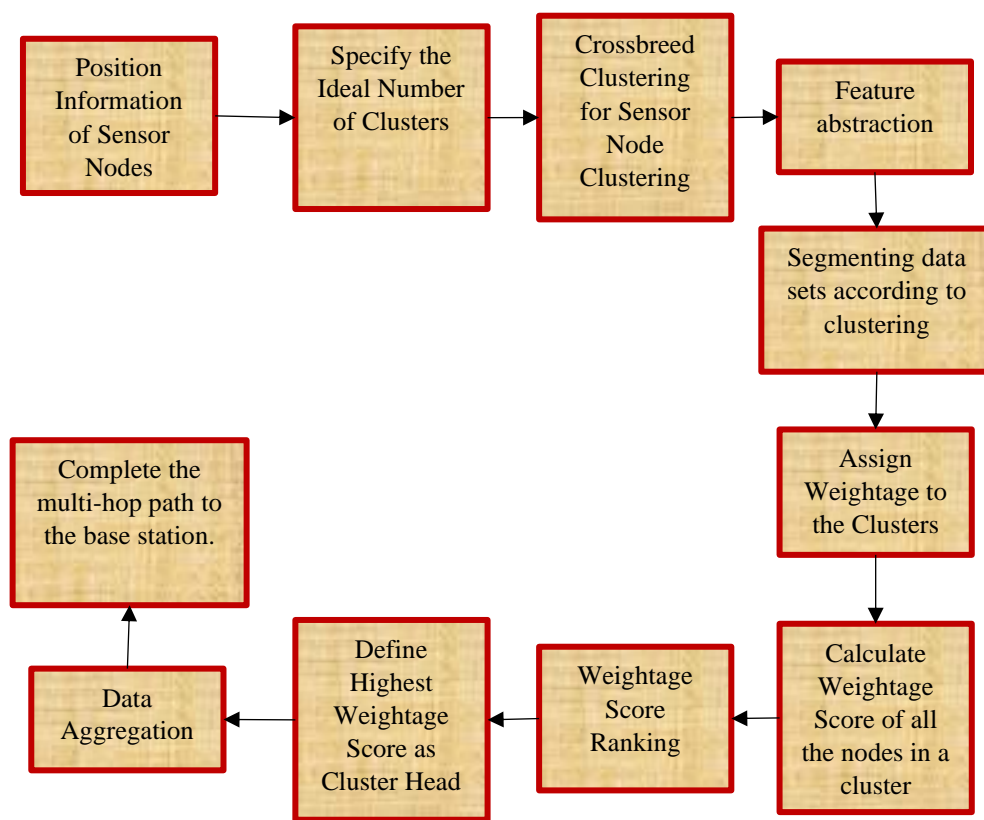 Position
Information
of Sensor
Nodes
Specify the
Ideal Number
of Clusters
Crossbreed
Clustering
for Sensor
Node
Clustering
Feature
abstraction
Segmenting data
sets according to
clustering
Assign
Weightage to
the Clusters
Calculate
Weightage
Score of all
the nodes in a
cluster
Weightage
Score
Ranking
Define
Highest
Weightage
Score as
Cluster Head
Data
Aggregation
Complete the
multi-hop path to
the base station.